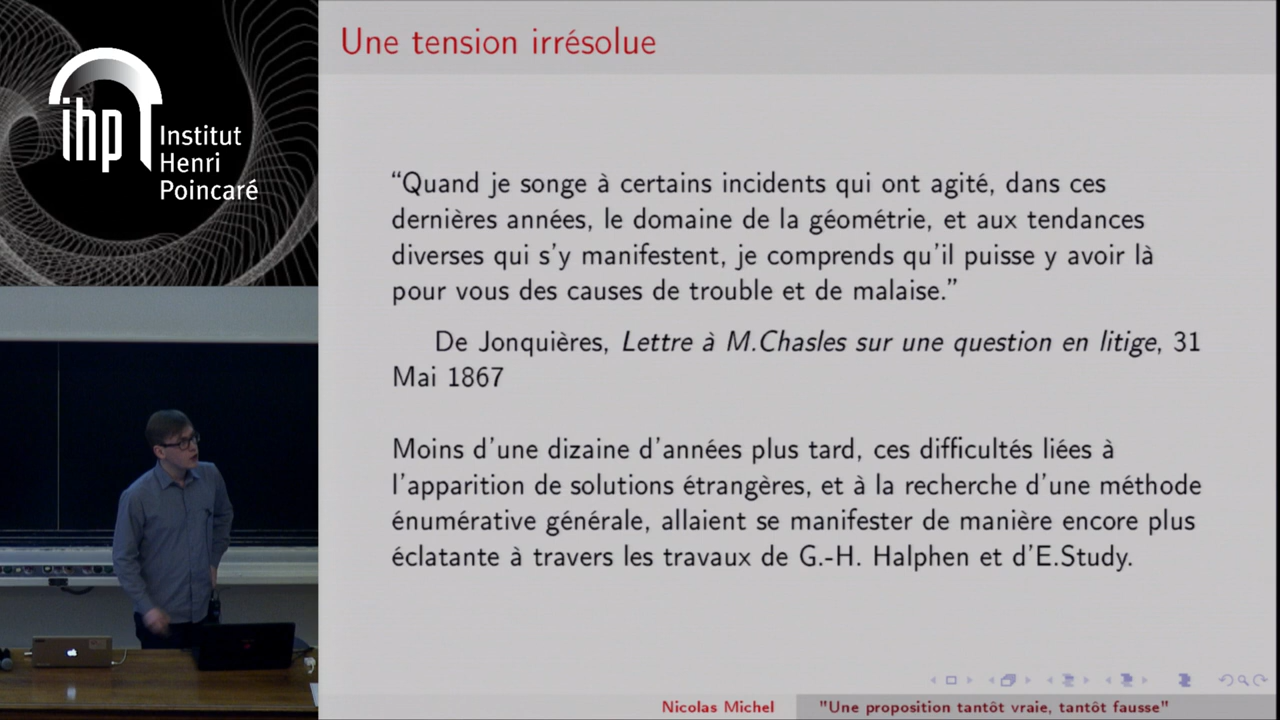 ihp
Institut
Henri
Poincaré
Une tension irrésolue
“Quand je songe à certains incidents qui ont agité, dans ces
dernières années, le domaine de la géométrie, et aux tendances
diverses qui s'y manifestent, je comprends qu'il puisse y avoir là
pour vous des causes de trouble et de malaise.”
De Jonquières, Lettre à M.Chasles sur une question en litige, 31
Mai 1867
Moins d'une dizaine d'années plus tard, ces difficultés liées à
l'apparition de solutions étrangères, et à la recherche d'une méthode
énumérative générale, allaient se manifester de manière encore plus
éclatante à travers les travaux de G.-H. Halphen et d'E.Study.
Nicolas Michel
"Une proposition tantôt vraie, tantôt fausse"